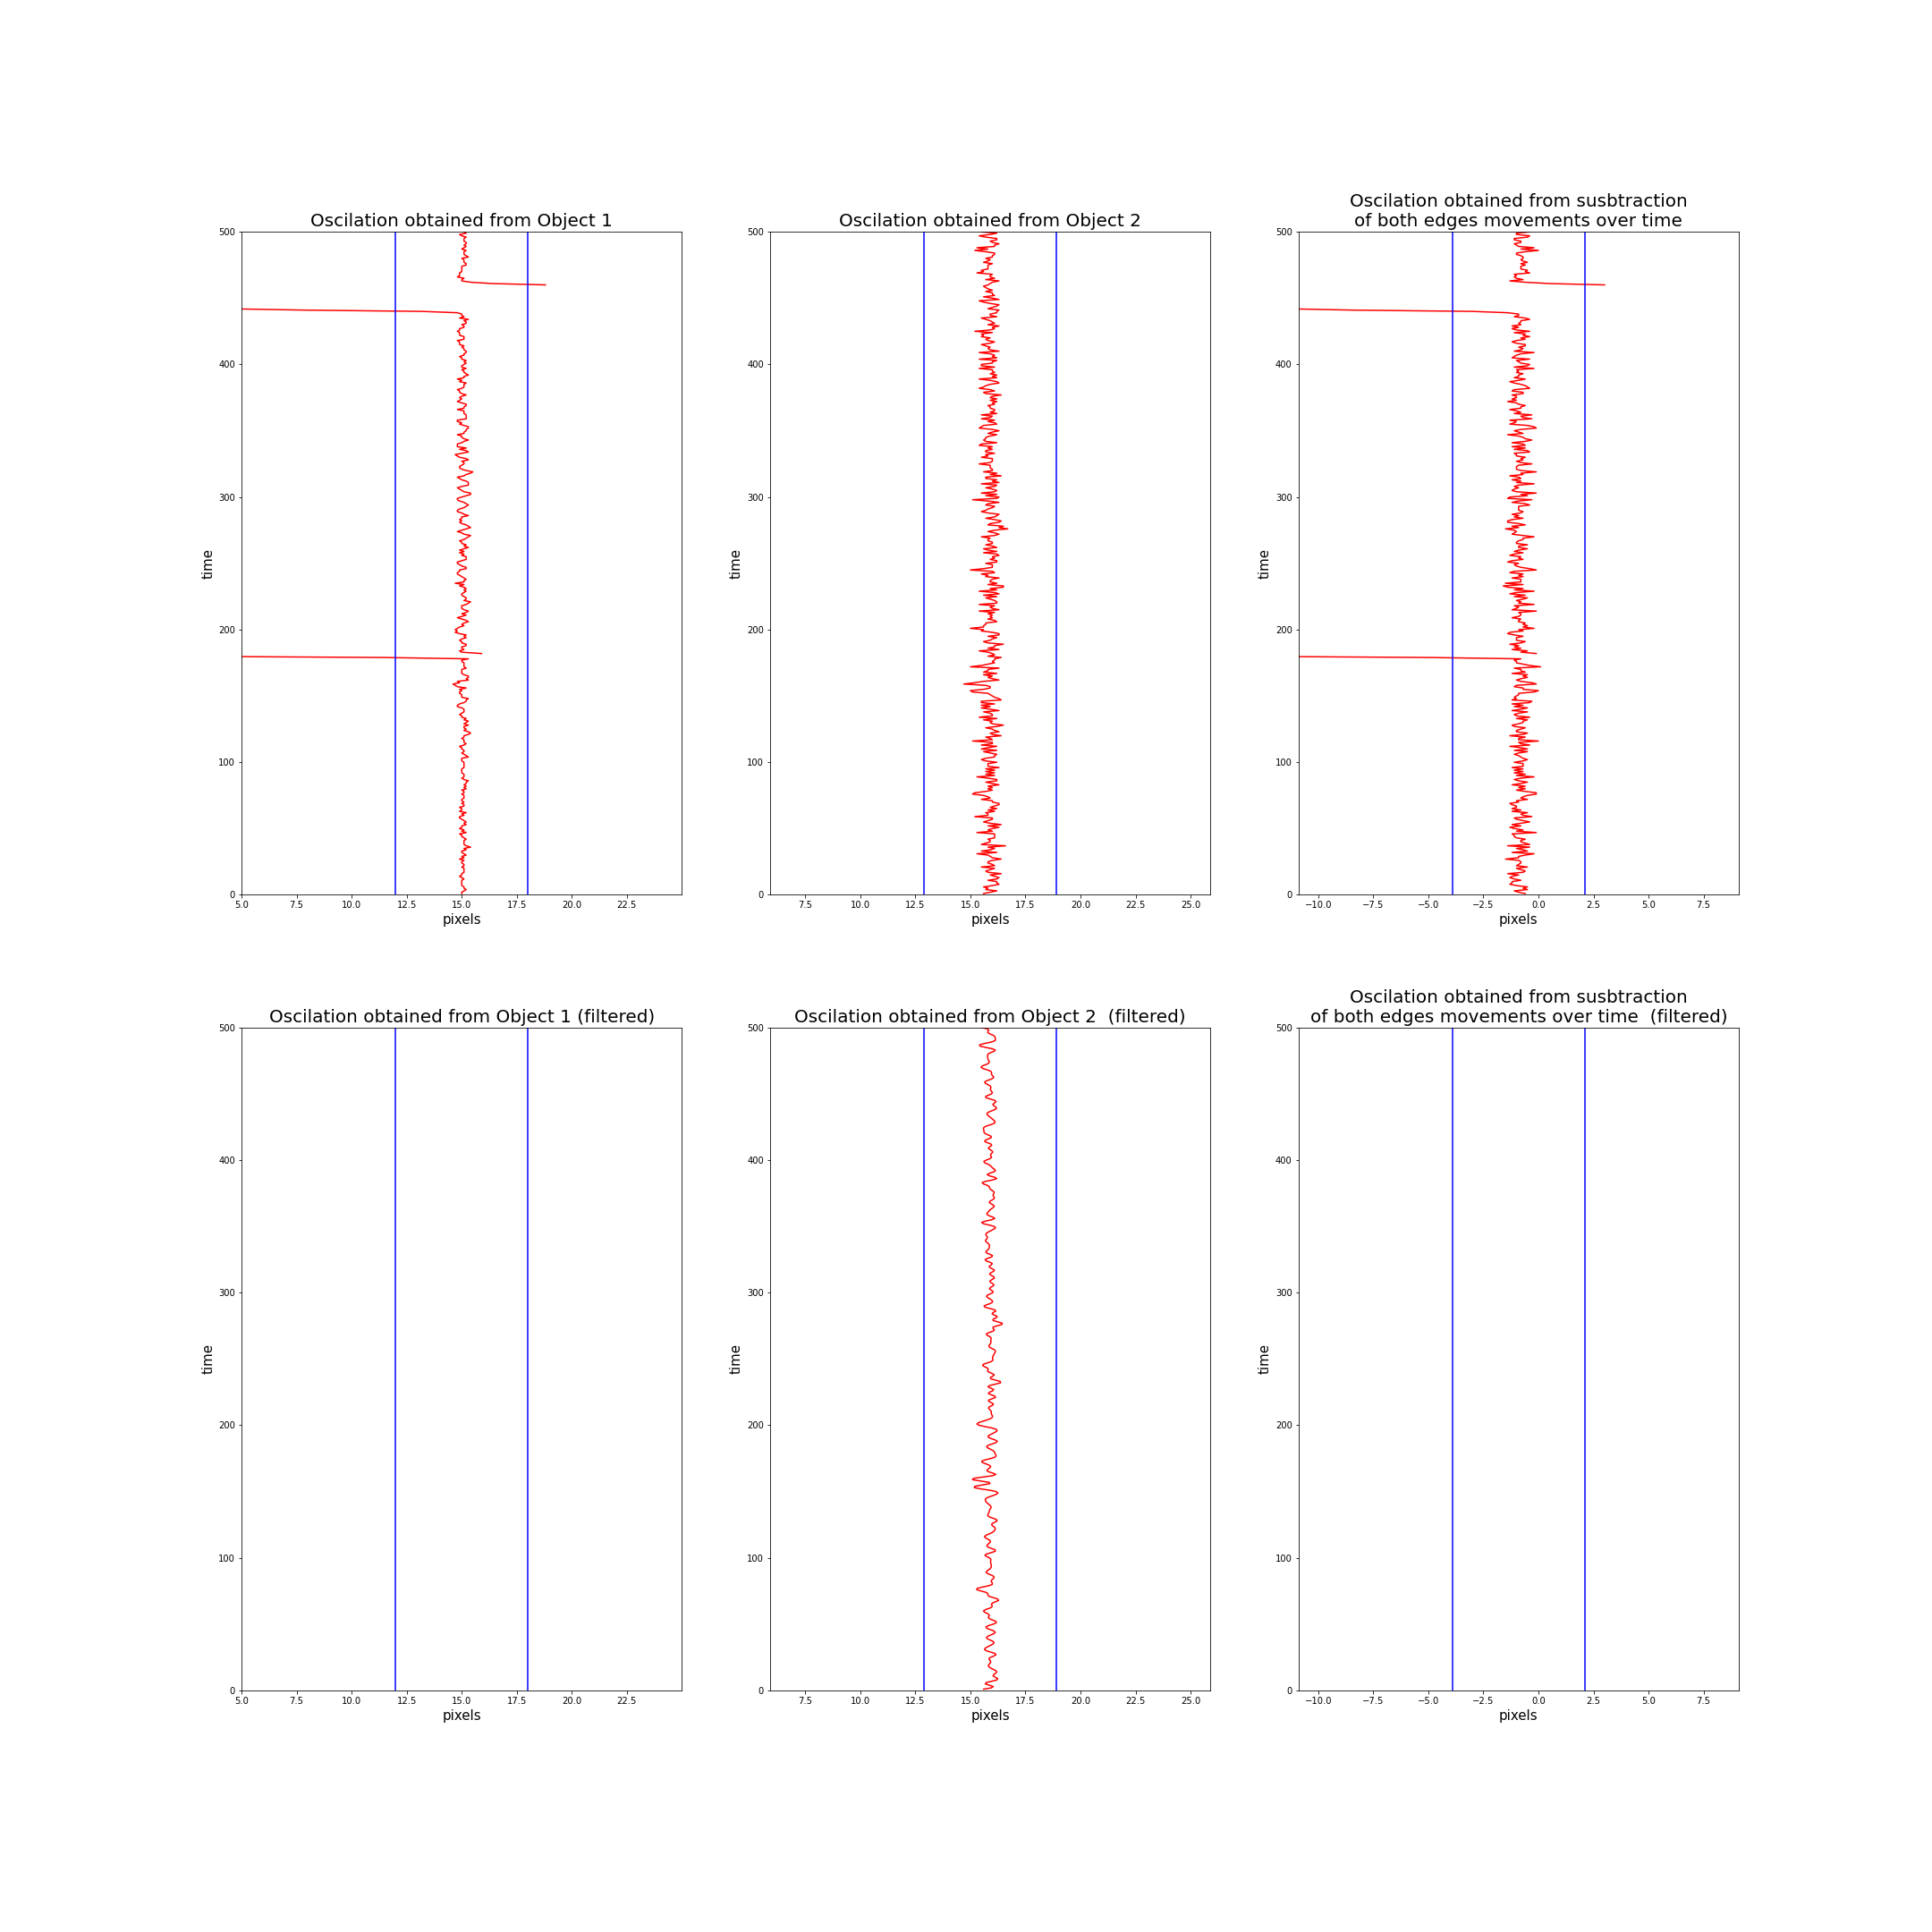 Oscilation obtained from Object 1
500
400
300
200
100
0
time
5.0 7.5 10.0 12.5 15.0 17.5 20.0 22.5
pixels
Oscilation obtained from Object 2
500
400
300
200
100
0
time
7.5 10.0 12.5 15.0 17.5 20.0 22.5 25.0
pixels
Oscilation obtained from susbtraction
of both edges movements over time
500
400
300
200
100
0
time
−10.0 −7.5 −5.0 −2.5 0.0 2.5 5.0 7.5
pixels
Oscilation obtained from Object 1 (filtered)
500
400
300
200
100
0
time
5.0 7.5 10.0 12.5 15.0 17.5 20.0 22.5
pixels
Oscilation obtained from Object 2  (filtered)
500
400
300
200
100
0
time
7.5 10.0 12.5 15.0 17.5 20.0 22.5 25.0
pixels
Oscilation obtained from susbtraction
of both edges movements over time  (filtered)
500
400
300
200
100
0
time
−10.0 −7.5 −5.0 −2.5 0.0 2.5 5.0 7.5
pixels